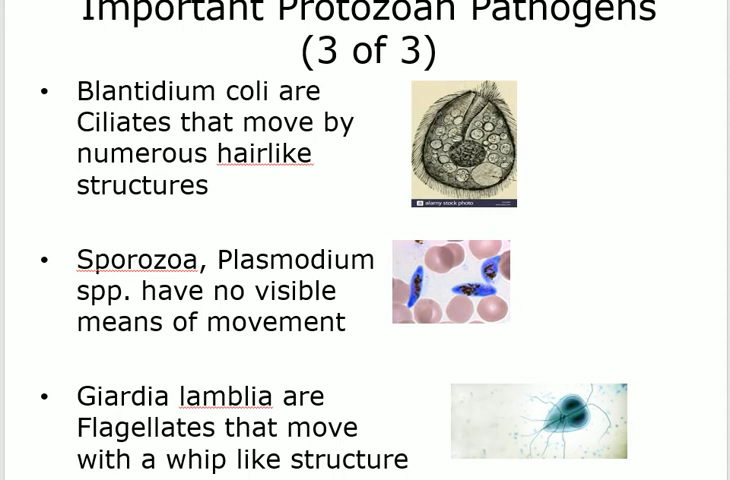 Important Protozoan Pathogens
(3 of 3)
• Blantidium coli are
Ciliates that move by
numerous hairlike
structures
alamy stock photo
• Sporozoa, Plasmodium
spp. have no visible
means of movement
• Giardia lamblia are
Flagellates that move
with a whip like structure